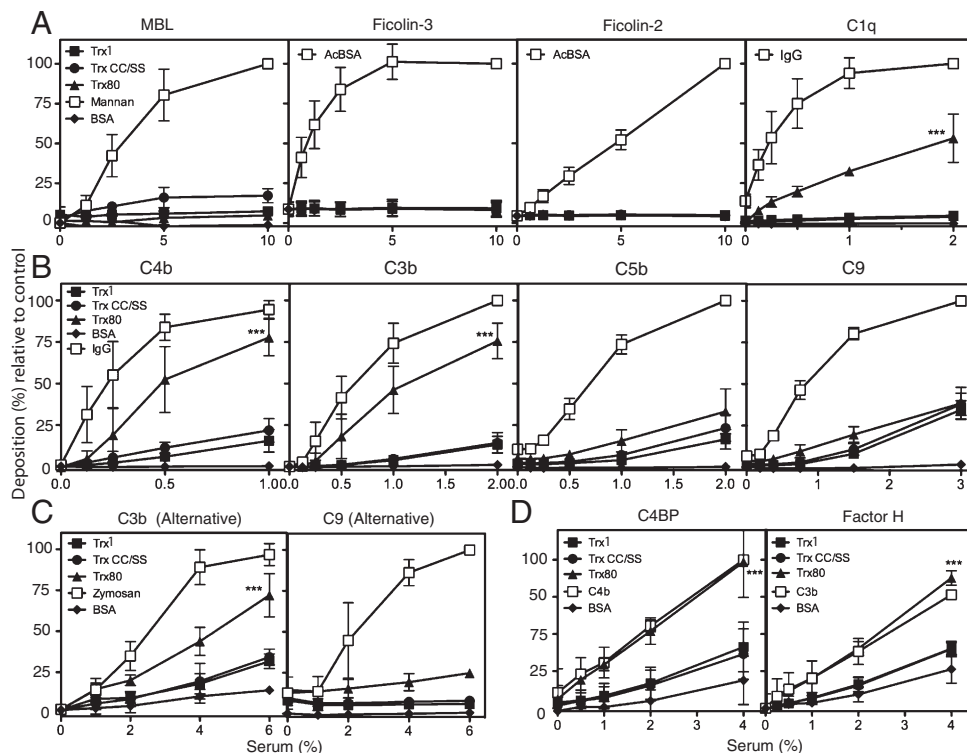 A
MBL
Ficolin-3
Ficolin-2
C1q
Trx1
Trx CC/SS
Trx80
Mannan
BSA
AcBSA
AcBSA
IgG
***
100
75
50
25
0
0 5 10
0 5 10
0 5 10
0 1 2
Deposition (%) relative to control
B
C4b
C3b
C5b
C9
Trx1
Trx CC/SS
Trx80
BSA
IgG
***
***
100
75
50
25
0
0.0 0.5 1.0
0.0 0.5 1.0 2.0
0.0 0.5 1.0 2.0
0 1 3
C
C3b (Alternative)
C9 (Alternative)
Trx1
Trx CC/SS
Trx80
Zymosan
BSA
***
100
75
50
25
0
0 2 4 6
0 2 4 6
Serum (%)
D
C4BP
Factor H
Trx1
Trx CC/SS
Trx80
C4b
BSA
***
Trx1
Trx CC/SS
Trx80
C3b
BSA
***
100
50
75
25
0
0 1 2 3 4
0 1 2 3 4
Serum (%)